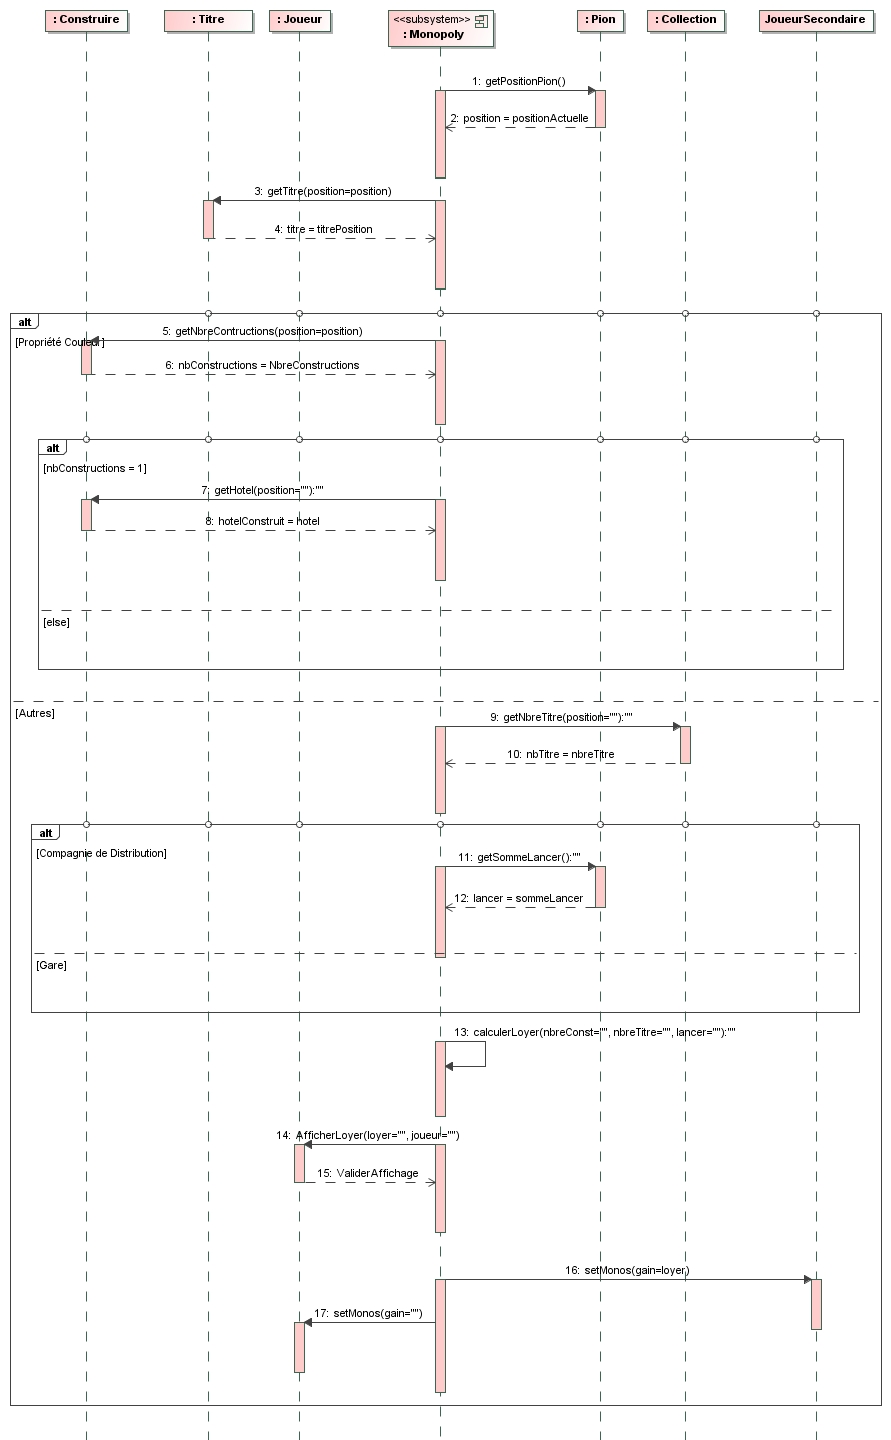 : Construire
: Titre
: Joueur
<<subsystem>>
: Monopoly
: Pion
: Collection
JoueurSecondaire
1: getPositionPion()
2: position = positionActuelle
3: getTitre(position=position)
4: titre = titrePosition
alt
5: getNbreContructions(position=position)
[Propriété Couleur]
6: nbConstructions = NbreConstructions
alt
[nbConstructions = 1]
7: getHotel(position=""):""
8: hotelConstruit = hotel
[else]
[Autres]
9: getNbreTitre(position=""):""
10: nbTitre = nbreTitre
alt
[Compagnie de Distribution]
11: getSommeLancer():""
12: lancer = sommeLancer
[Gare]
13: calculerLoyer(nbreConst="", nbreTitre="", lancer=""):""
14: AfficherLoyer(loyer="", joueur="")
15: ValiderAffichage
16: setMonos(gain=loyer,)
17: setMonos(gain="")